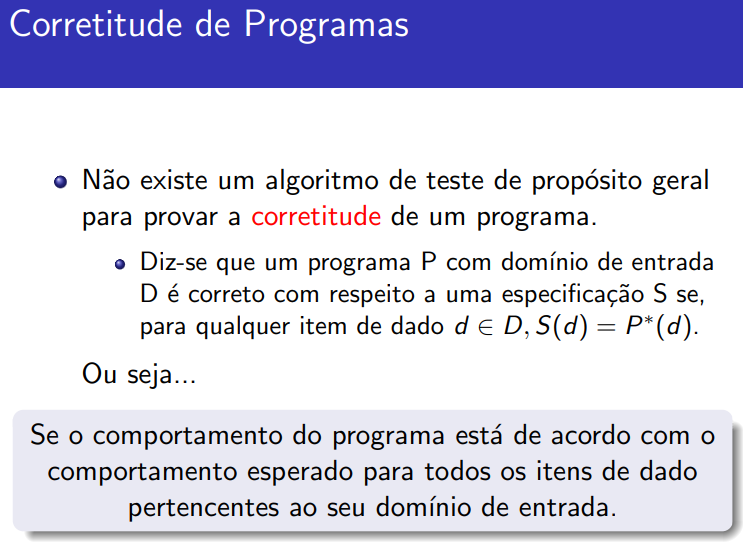 Corretitude de Programas
Não existe um algoritmo de teste de propósito geral
para provar a corretitude de um programa.
Diz-se que um programa P com domínio de entrada
D é correto com respeito a uma especificação S se,
para qualquer item de dado d ∈ D, S(d) = P*(d).
Ou seja...
Se o comportamento do programa está de acordo com o
comportamento esperado para todos os itens de dado
pertencentes ao seu domínio de entrada.